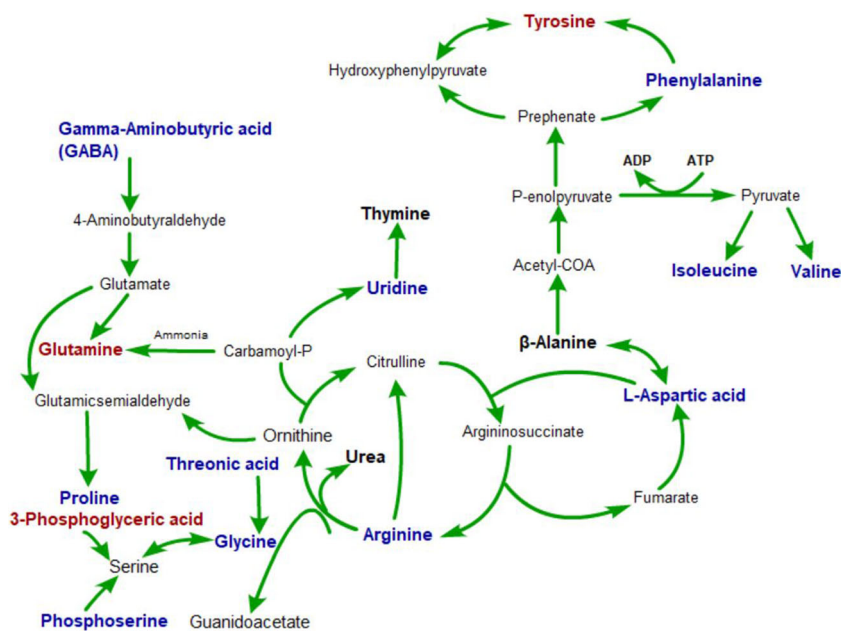 Tyrosine
Hydroxyphenylpyruvate
Phenylalanine
Prephenate
Gamma-Aminobutyric acid
(GABA)
ADP
ATP
P-enolpyruvate
Pyruvate
4-Aminobutyraldehyde
Thymine
Acetyl-COA
Isoleucine
Valine
Glutamate
Uridine
Ammonia
Glutamine
Carbamoyl-P
β-Alanine
Citrulline
L-Aspartic acid
Glutamicsemialdehyde
Ornithine
Argininosuccinate
Threonic acid
Urea
Proline
Fumarate
3-Phosphoglyceric acid
Glycine
Arginine
Serine
Phosphoserine
Guanidoacetate